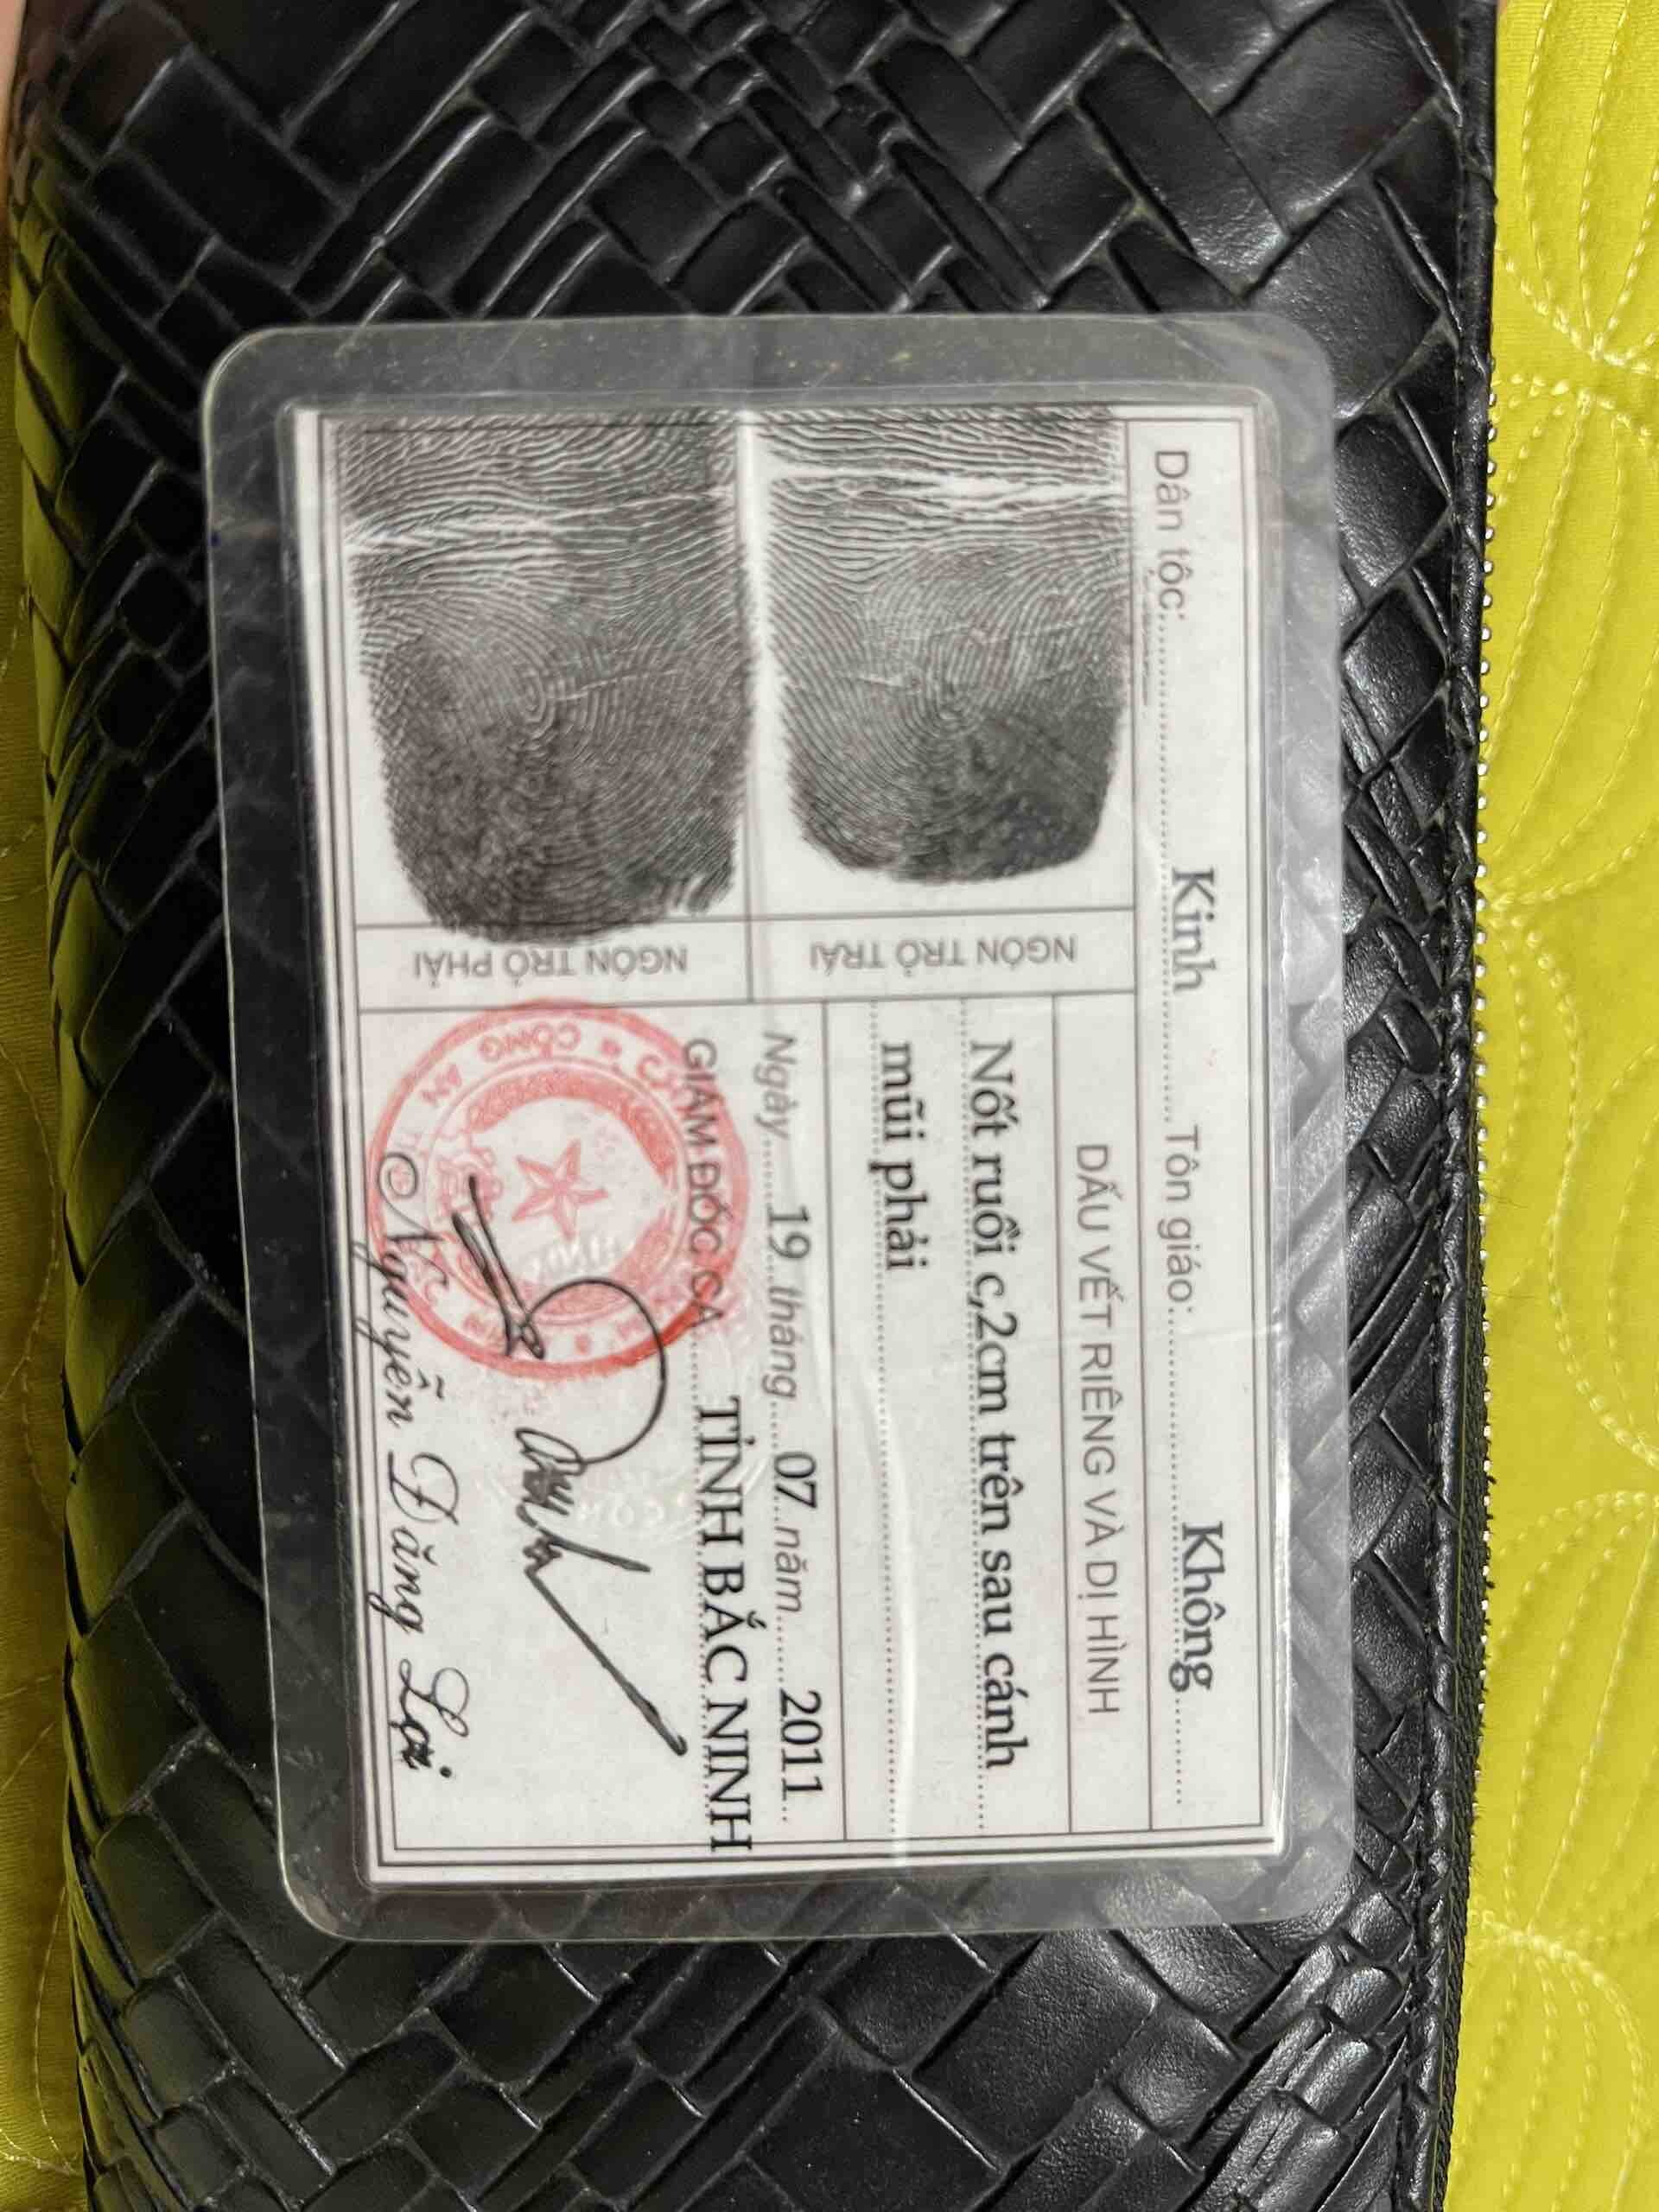 Dân tộc:..........Kinh..........Tôn giáo:..........Không..........
NGÓN TRỎ TRÁI
NGÓN TRỎ PHẢI
DẤU VẾT RIÊNG VÀ DỊ HÌNH
Nốt ruồi c,2cm trên sau cánh
mũi phải
Ngày.....19.tháng....07.năm......2011..
GIÁM ĐỐC CA.....TỈNH BẮC NINH
CÔNG AN
Nguyễn Đăng Lợi